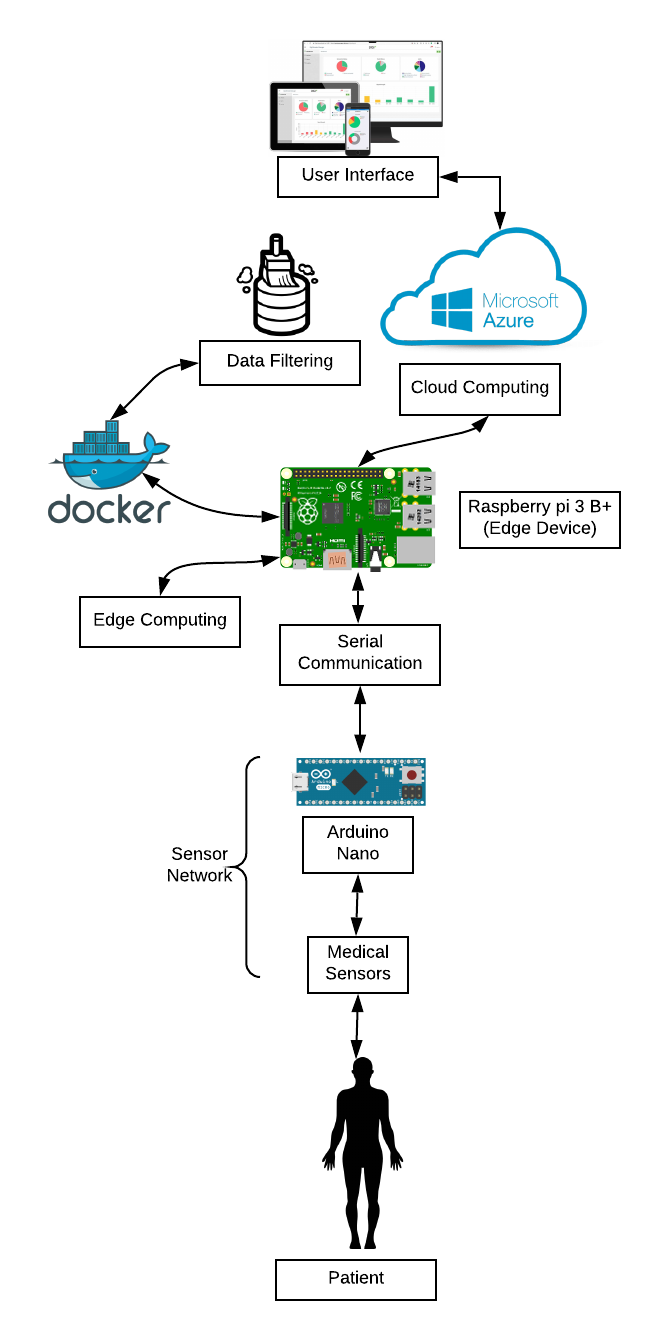 User Interface
Microsoft
Azure
Data Filtering
Cloud Computing
docker
Raspberry pi 3 B+
(Edge Device)
HDMI
Edge Computing
Serial
Communication
Sensor
Network
Arduino
Nano
Medical
Sensors
Patient